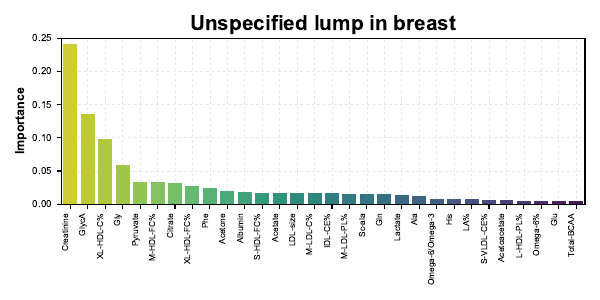 Unspecified lump in breast
Importance
0.25
0.20
0.15
0.10
0.05
0.00
Creatinine
GlycA
XL-HDL-C%
Gly
Pyruvate
M-HDL-FC%
Citrate
XL-HDL-FC%
Phe
Acetone
Albumin
S-HDL-FC%
Acetate
LDL-size
M-LDL-C%
IDL-CE%
M-LDL-PL%
Gln
Lactate
Ala
Omega-6/Omega-3
His
LA%
S-VLDL-CE%
Acetoacetate
L-HDL-PL%
Omega-6%
Glu
Total-BCAA